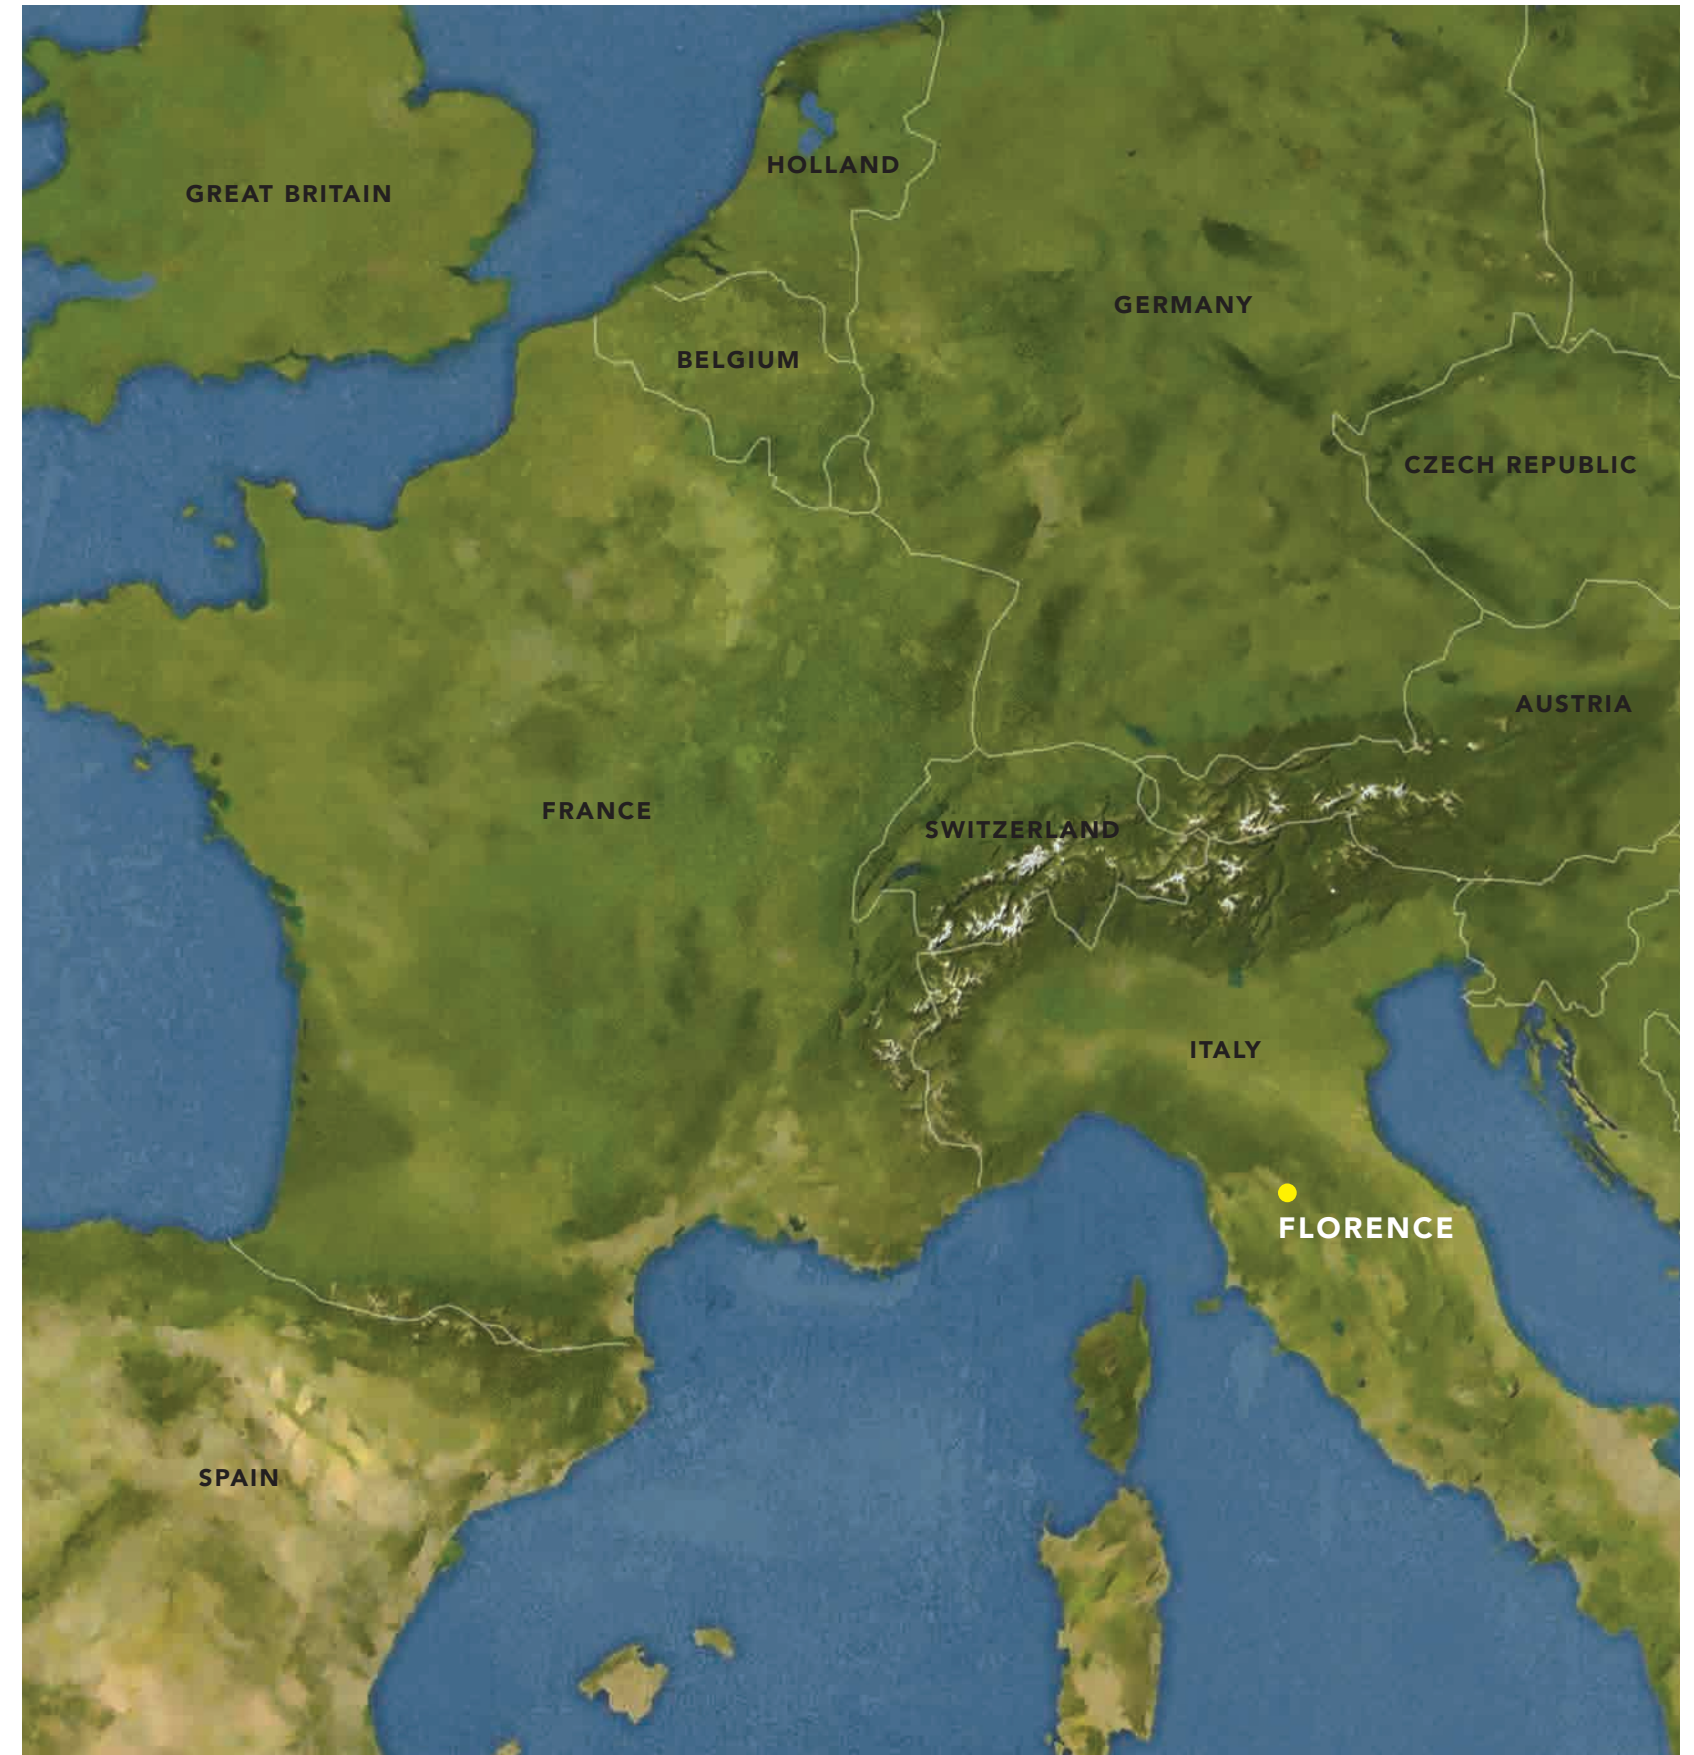 HOLLAND
GREAT BRITAIN
GERMANY
BELGIUM
CZECH REPUBLIC
AUSTRIA
FRANCE
SWITZERLAND
ITALY
FLORENCE
SPAIN